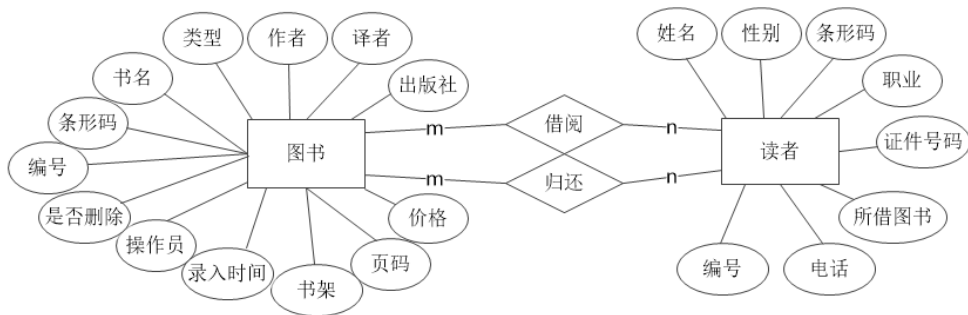 类型
作者
译者
出版社
书名
条形码
编号
是否删除
操作员
录入时间
书架
页码
价格
图书
m
借阅
n
m
归还
n
读者
姓名
性别
条形码
职业
证件号码
所借图书
电话
编号